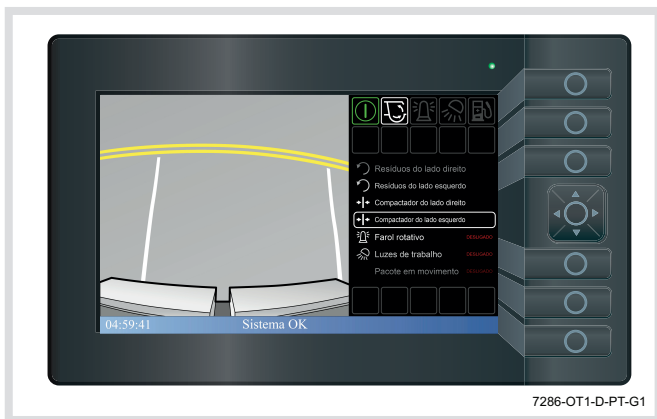 Resíduos do lado direito
Resíduos do lado esquerdo
Compactador do lado direito
Compactador do lado esquerdo
Farol rotativo DESLIGADO
Luzes de trabalho DESLIGADO
Pacote em movimento DESLIGADO
04:59:41 Sistema OK
7286-OT1-D-PT-G1